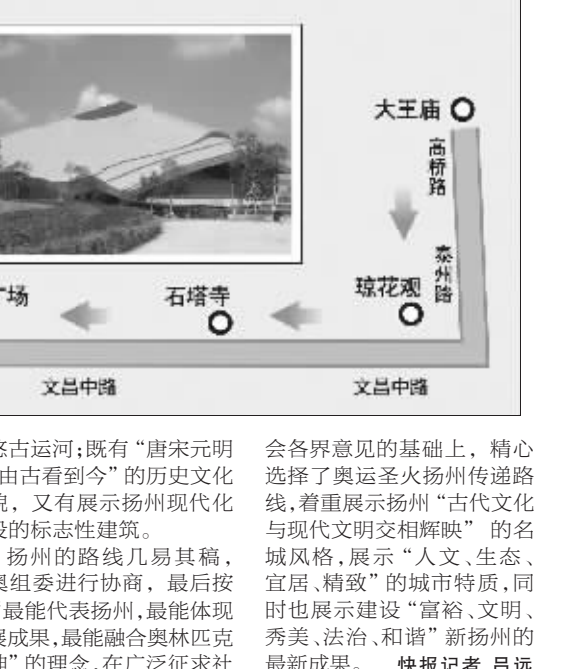 大王庙
高桥路
泰州路
广场
石塔寺
琼花观
文昌中路
文昌中路
悠古运河；既有“唐宋元明
由古看到今”的历史文化
貌，又有展示扬州现代化
设的标志性建筑。
扬州的路线几易其稿，
奥组委进行协商，最后按
最能代表扬州，最能体现
展成果，最能融合奥林匹克
神”的理念，在广泛征求社
会各界意见的基础上，精心
选择了奥运圣火扬州传递路
线，着重展示扬州“古代文化
与现代文明交相辉映”的名
城风格，展示“人文、生态、
宜居、精致”的城市特质，同
时也展示建设“富裕、文明、
秀美、法治、和谐”新扬州的
最新成果。 快报记者 吕远